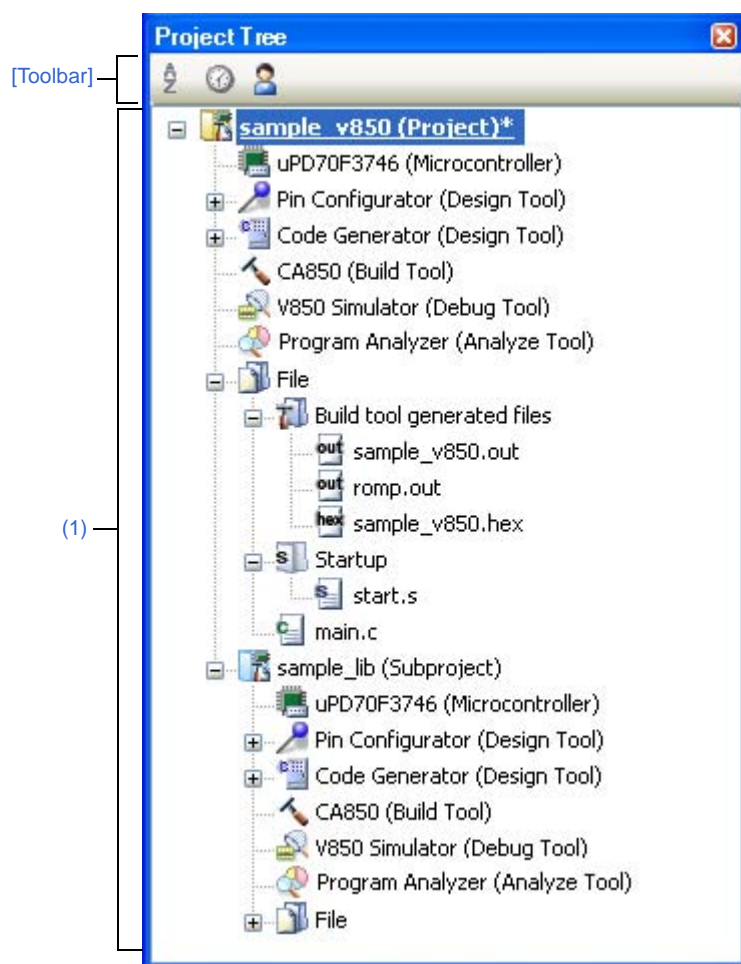 Project Tree
[Toolbar]
sample_v850 (Project)*
uPD70F3746 (Microcontroller)
Pin Configurator (Design Tool)
Code Generator (Design Tool)
CA850 (Build Tool)
V850 Simulator (Debug Tool)
Program Analyzer (Analyze Tool)
File
Build tool generated files
out sample_v850.out
out romp.out
(1)
hex sample_v850.hex
S Startup
S start.s
C main.c
sample_lib (Subproject)
uPD70F3746 (Microcontroller)
Pin Configurator (Design Tool)
Code Generator (Design Tool)
CA850 (Build Tool)
V850 Simulator (Debug Tool)
Program Analyzer (Analyze Tool)
File